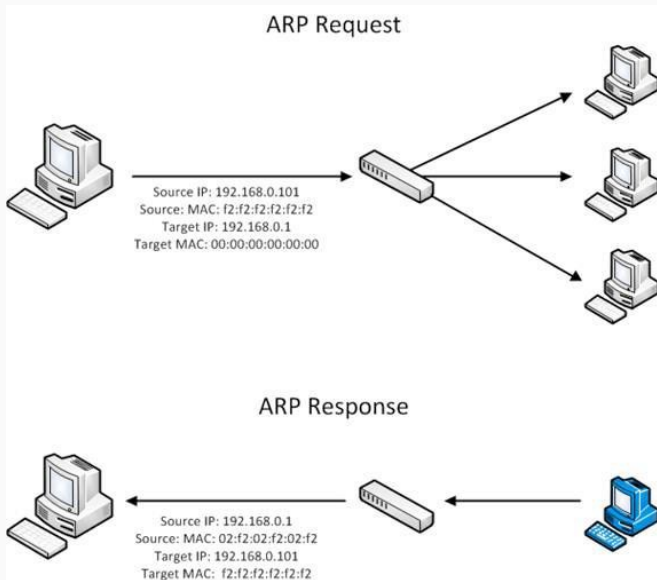 ARP Request
Source IP: 192.168.0.101
Source: MAC: f2:f2:f2:f2:f2:f2
Target IP: 192.168.0.1
Target MAC: 00:00:00:00:00:00
ARP Response
Source IP: 192.168.0.1
Source: MAC: 02:f2:02:f2:02:f2
Target IP: 192.168.0.101
Target MAC: f2:f2:f2:f2:f2:f2